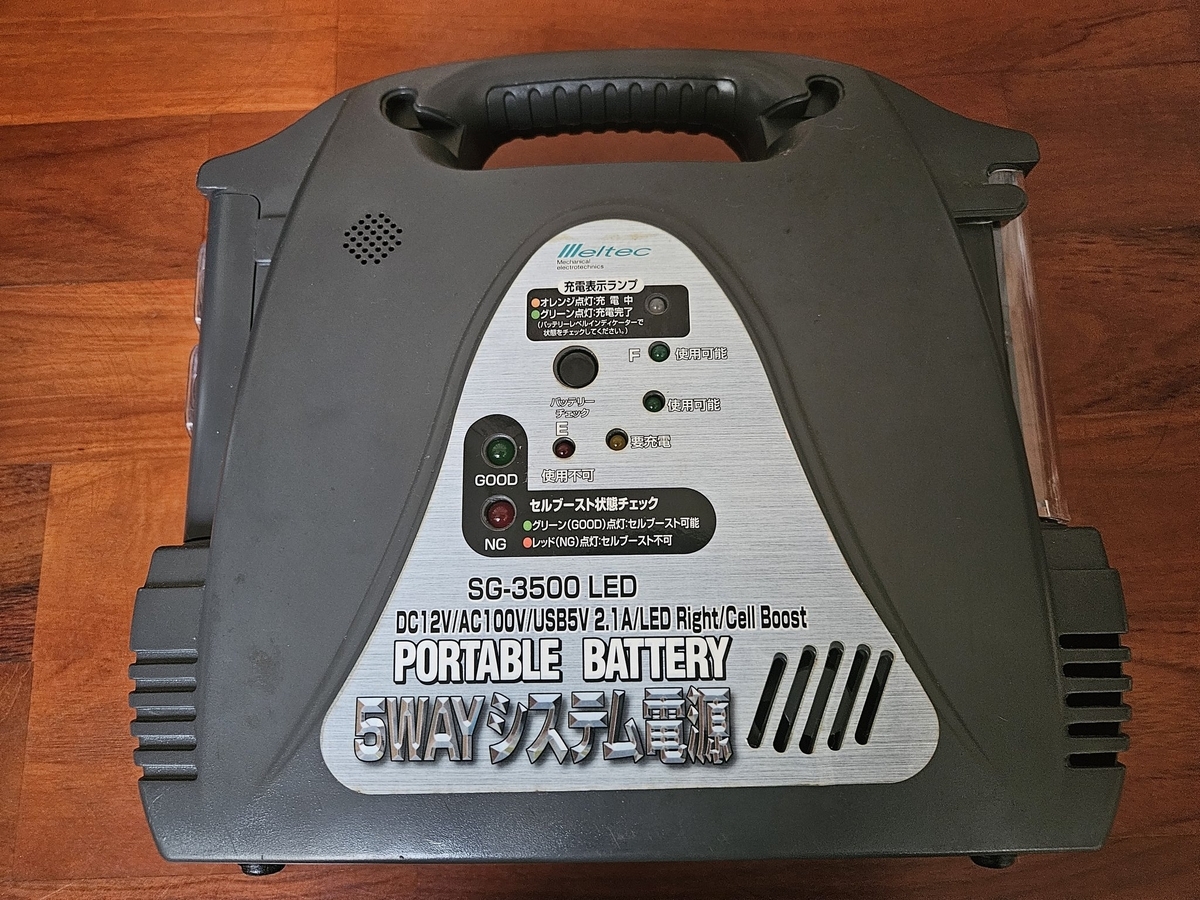 Meltec
Mechanical
electrotechnics
充電表示ランプ
オレンジ点灯:充電中
グリーン点灯:充電完了
(バッテリーレベルインディケーターで
状態をチェックしてください。)
F 使用可能
バッテリー
チェック
使用可能
E
要充電
使用不可
GOOD
セルブースト状態チェック
グリーン(GOOD)点灯:セルブースト可能
NG
レッド(NG)点灯:セルブースト不可
SG-3500 LED
DC12V/AC100V/USB5V 2.1A/LED Right/Cell Boost
PORTABLE BATTERY
5WAYシステム電源